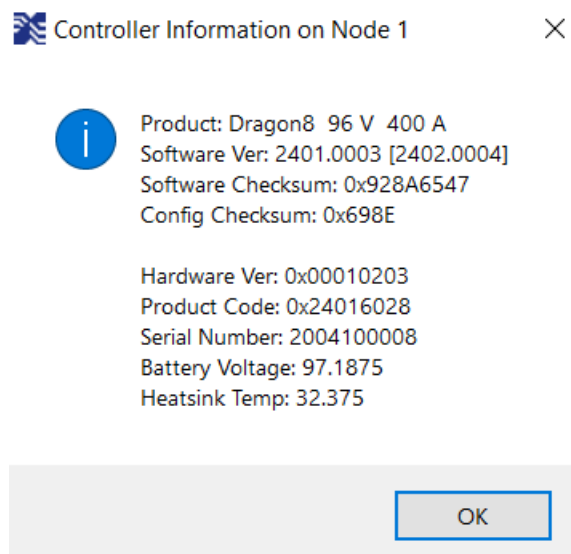 Controller Information on Node 1
Product: Dragon8  96 V  400 A
Software Ver: 2401.0003 [2402.0004]
Software Checksum: 0x928A6547
Config Checksum: 0x698E
Hardware Ver: 0x00010203
Product Code: 0x24016028
Serial Number: 2004100008
Battery Voltage: 97.1875
Heatsink Temp: 32.375
OK